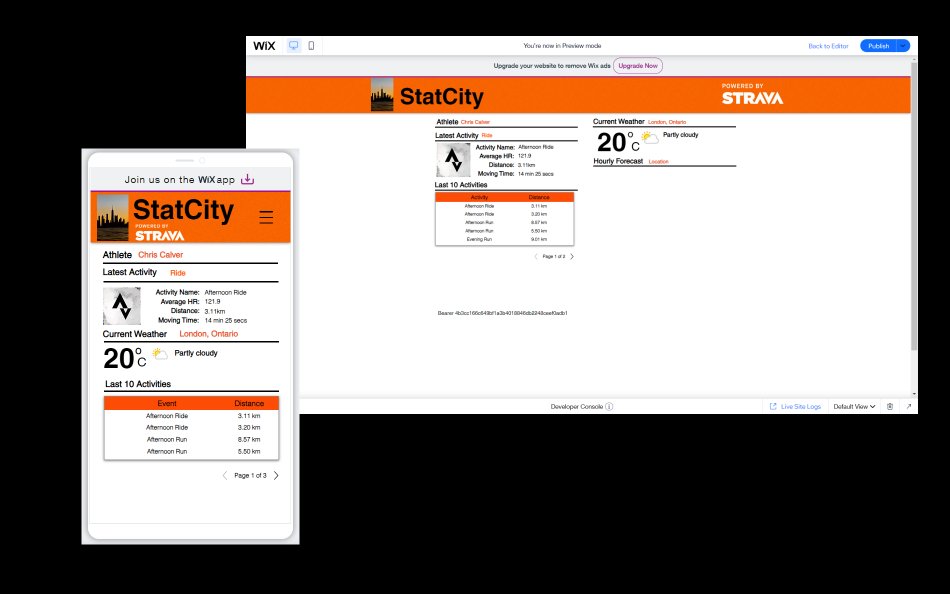 WiX
You're now in Preview mode
Back to Editor
Publish
Upgrade your website to remove Wix ads
Upgrade Now
StatCity
POWERED BY
STRAVA
Athlete Chris Calver
Latest Activity Ride
Activity Name: Afternoon Ride
Average HR: 121.9
Distance: 3.11km
Moving Time: 14 min 25 secs
Last 10 Activities
Activity Distance
Afternoon Ride 3.11 km
Afternoon Ride 3.20 km
Afternoon Run 8.57 km
Afternoon Run 5.50 km
Evening Run 9.01 km
Page 1 of 2
Current Weather London, Ontario
20 o C
Partly cloudy
Hourly Forecast Location
Developer Console
Live Site Logs
Default View
Join us on the WiX app
StatCity
POWERED BY
STRAVA
Athlete Chris Calver
Latest Activity Ride
Activity Name: Afternoon Ride
Average HR: 121.9
Distance: 3.11km
Moving Time: 14 min 25 secs
Current Weather London, Ontario
20 o C
Partly cloudy
Last 10 Activities
Event Distance
Afternoon Ride 3.11 km
Afternoon Ride 3.20 km
Afternoon Run 8.57 km
Afternoon Run 5.50 km
Page 1 of 3